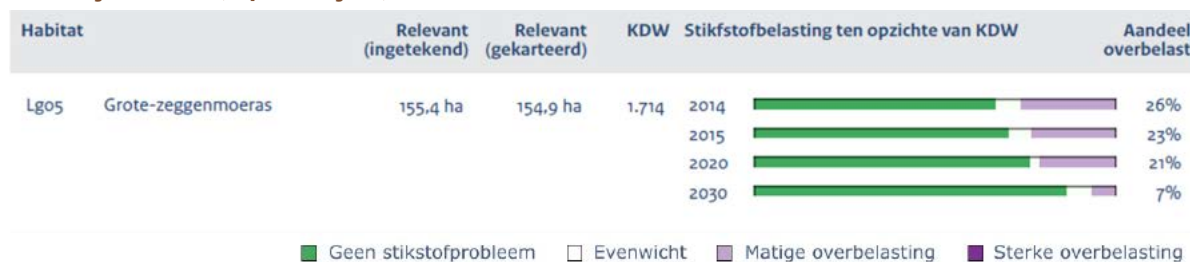 Habitat Relevant (ingetekend) Relevant (gekarteerd) KDW Stikfstofbelasting ten opzichte van KDW Aandeel overbelast
Lg05 Grote-zeggenmoeras 155,4 ha 154,9 ha 1.714 2014 26%
2015 23%
2020 21%
2030 7%
Geen stikstofprobleem Evenwicht Matige overbelasting Sterke overbelasting